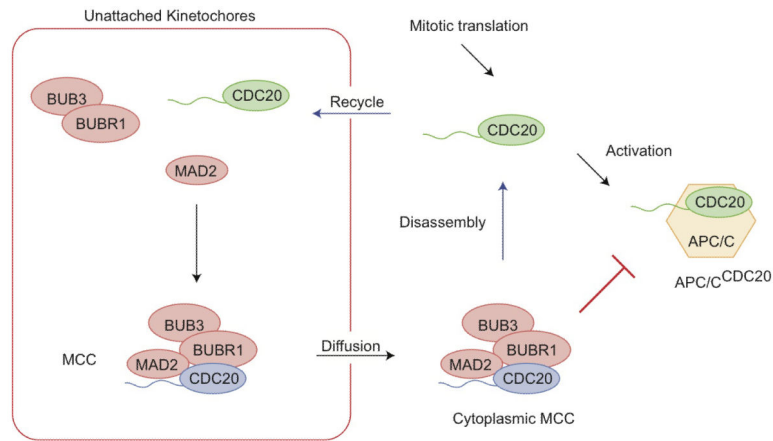 Unattached Kinetochores
Mitotic translation
BUB3
BUBR1
CDC20
Recycle
CDC20
MAD2
Activation
CDC20
APC/C
APC/CCDC20
Disassembly
MCC
BUB3
BUBR1
MAD2
CDC20
Diffusion
BUB3
BUBR1
MAD2
CDC20
Cytoplasmic MCC